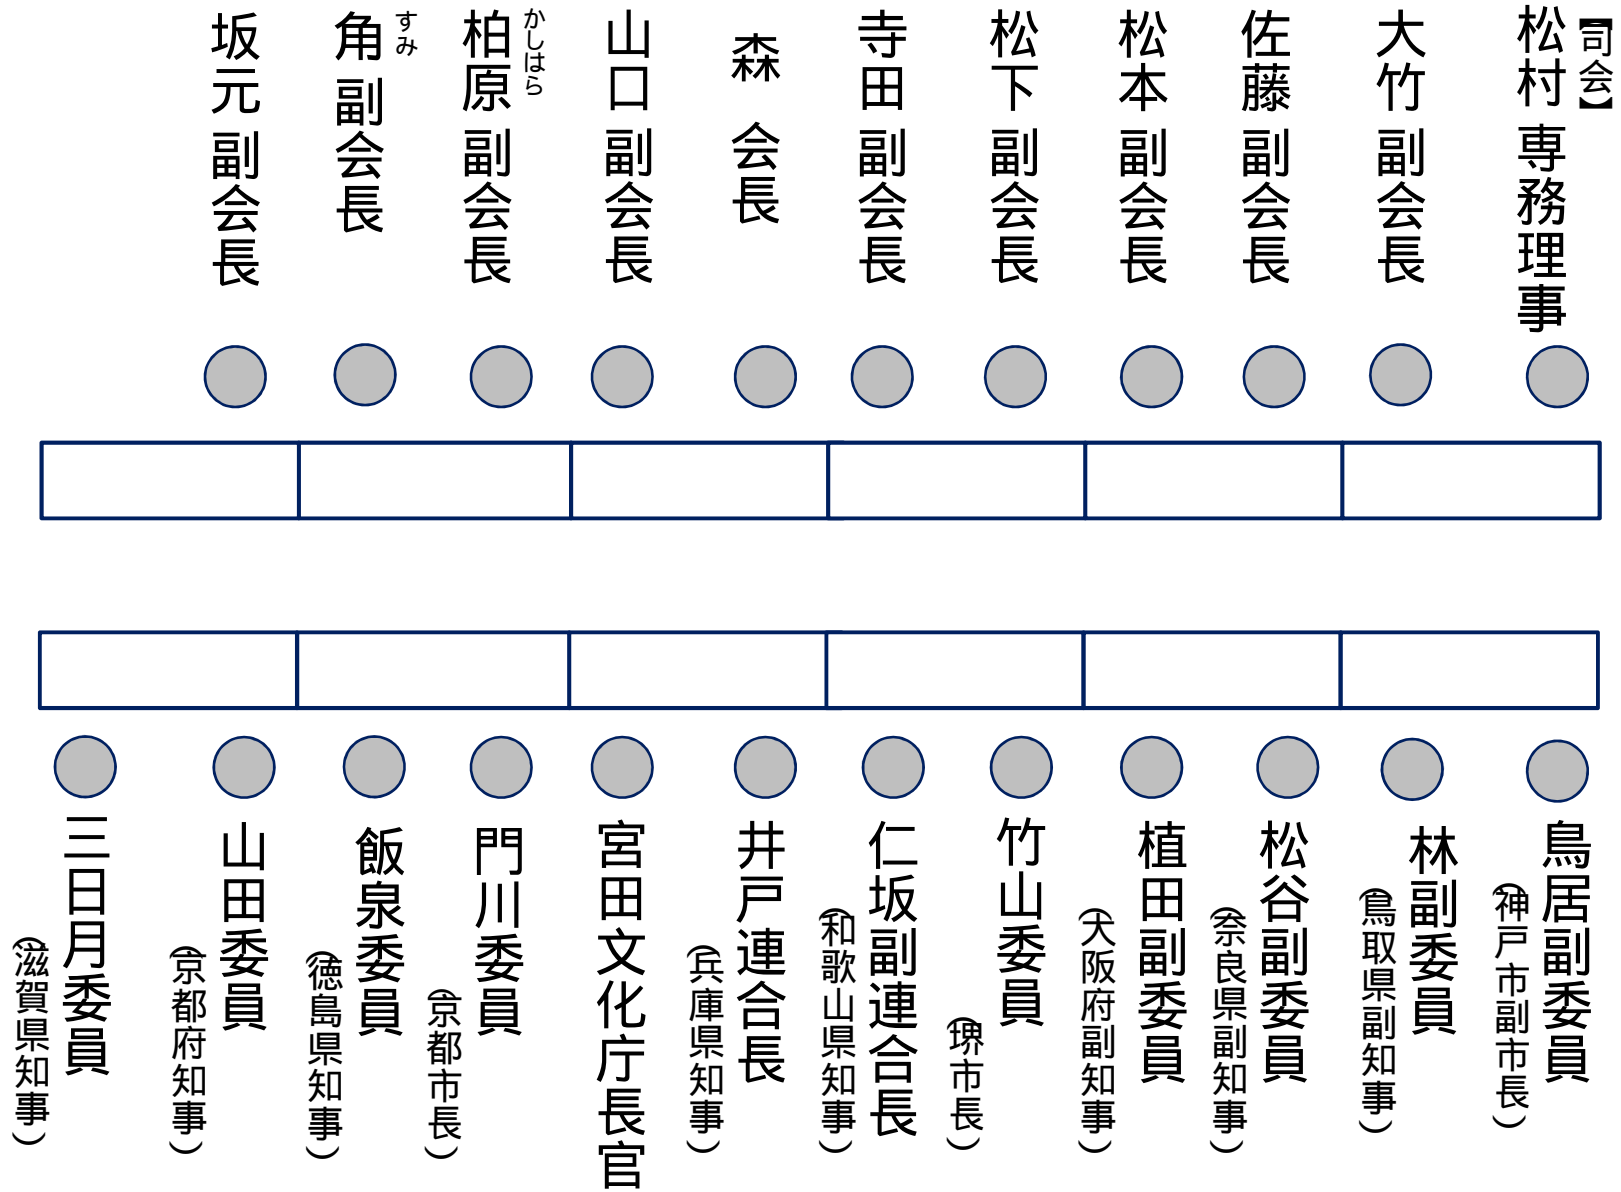 【司会】
松村 専務理事
大竹 副会長
佐藤 副会長
松本 副会長
松下 副会長
寺田 副会長
森 会長
山口 副会長
かしはら
柏原 副会長
すみ
角 副会長
坂元 副会長
鳥居副委員
(神戸市副市長)
林副委員
(鳥取県副知事)
松谷副委員
(奈良県副知事)
植田副委員
(大阪府副知事)
竹山委員
(堺市長)
仁坂副連合長
(和歌山県知事)
井戸連合長
(兵庫県知事)
宮田文化庁長官
門川委員
(京都市長)
飯泉委員
(徳島県知事)
山田委員
(京都府知事)
三日月委員
(滋賀県知事)